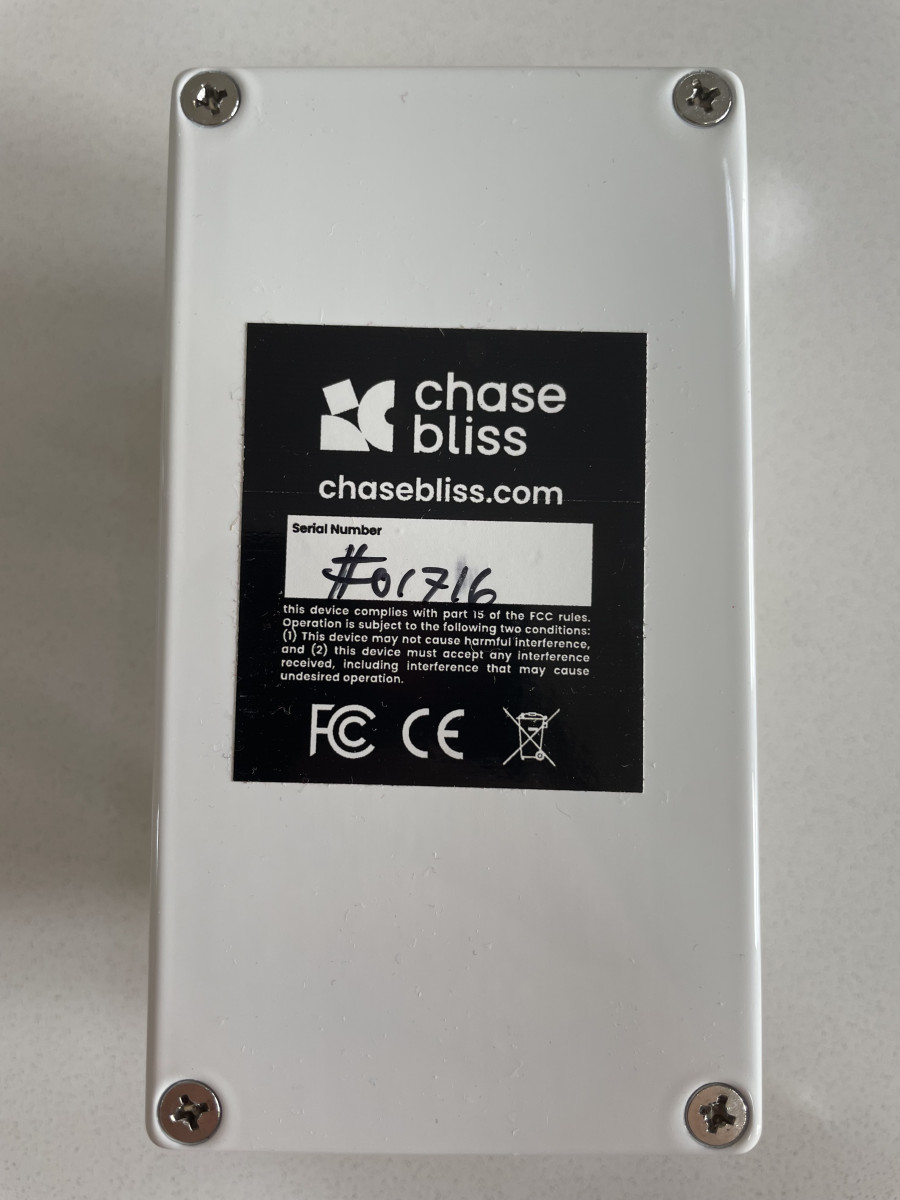 chase
bliss
chasebliss.com
Serial Number
#01716
this device complies with part 15 of the FCC rules.
Operation is subject to the following two conditions:
(1) This device may not cause harmful interference,
and (2) this device must accept any interference
received, including interference that may cause
undesired operation.
FC CE